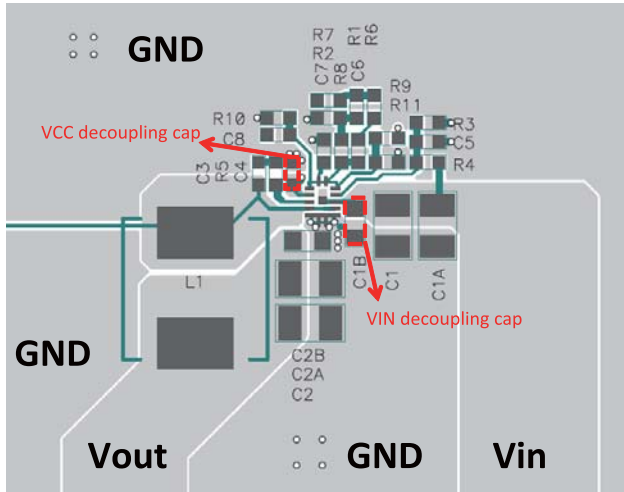 GND
R7
R2
R1
R6
C7
R8
C6
R9
R11
R10
C8
R3
C5
R4
VCC decoupling cap
C3
R5
C4
L1
C1B
C1
C1A
VIN decoupling cap
GND
C2B
C2A
C2
Vout
GND
Vin